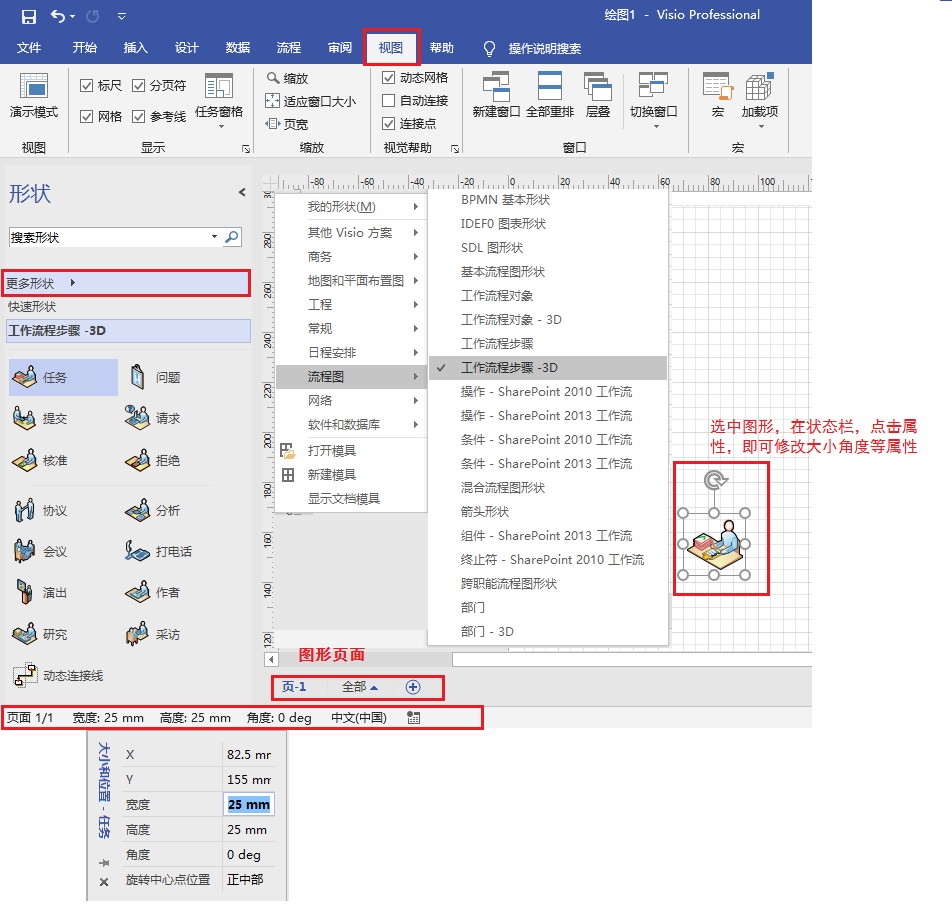 绘图1 - Visio Professional
文件 开始 插入 设计 数据 流程 审阅 视图 帮助 操作说明搜索
演示模式
视图
标尺 分页符
网格 参考线
任务窗格
显示
缩放
适应窗口大小
页宽
缩放
动态网格
自动连接
连接点
视觉帮助
新建窗口 全部重排 层叠 切换窗口
窗口
宏 加载项
宏
形状
搜索形状
更多形状
快速形状
工作流程步骤 -3D
任务 问题
提交 请求
核准 拒绝
协议 分析
会议 打电话
演出 作者
研究 采访
动态连接线
-80 -60 -40 -20 0 20 40 60 80 100
280
260
240
220
200
180
160
140
120
我的形状(M)
其他 Visio 方案
商务
地图和平面布置图
工程
常规
日程安排
流程图
网络
软件和数据库
打开模具
新建模具
显示文档模具
BPMN 基本形状
IDEF0 图表形状
SDL 图形状
基本流程图形状
工作流程对象
工作流程对象 - 3D
工作流程步骤
工作流程步骤 -3D
操作 - SharePoint 2010 工作流
操作 - SharePoint 2013 工作流
条件 - SharePoint 2010 工作流
条件 - SharePoint 2013 工作流
混合流程图形状
箭头形状
组件 - SharePoint 2013 工作流
终止符 - SharePoint 2010 工作流
跨职能流程图形状
部门
部门 - 3D
选中图形，在状态栏，点击属
性，即可修改大小角度等属性
图形页面
页-1 全部
页面 1/1 宽度: 25 mm 高度: 25 mm 角度: 0 deg 中文(中国)
大小和位置 - 任务
X 82.5 mm
Y 155 mm
宽度 25 mm
高度 25 mm
角度 0 deg
旋转中心点位置 正中部